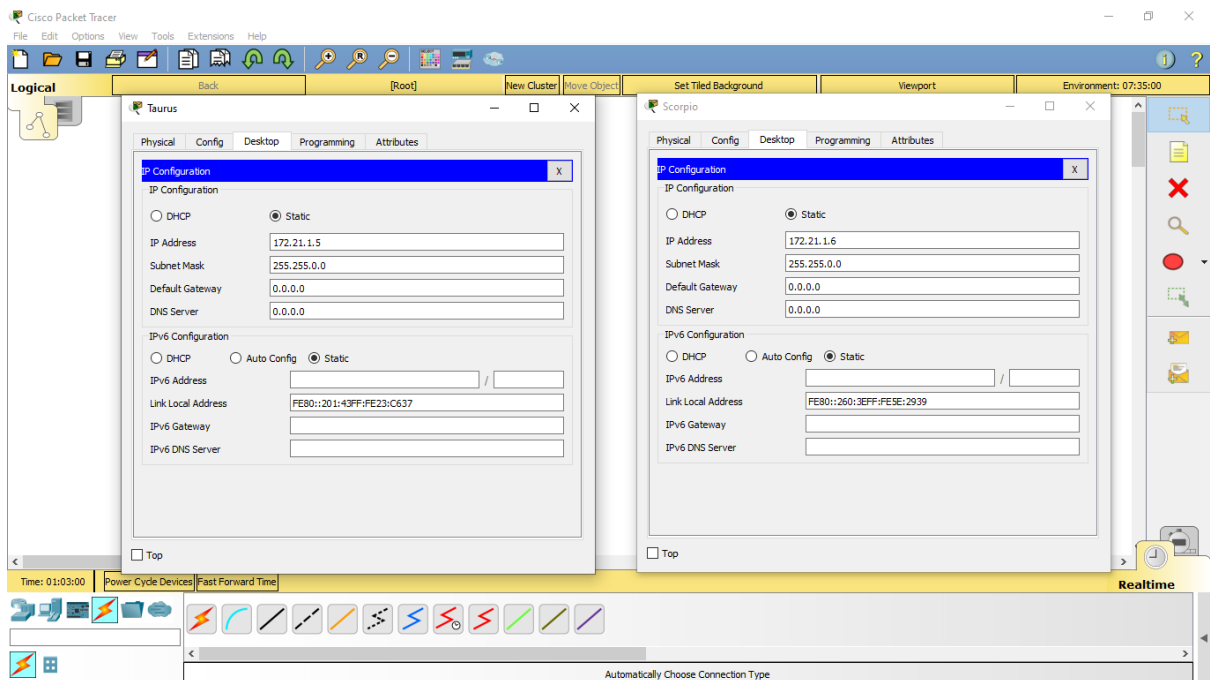 Cisco Packet Tracer
File Edit Options View Tools Extensions Help
Logical Back [Root] New Cluster Move Object Set Tiled Background Viewport Environment: 07:35:00
Taurus
Physical Config Desktop Programming Attributes
IP Configuration X
IP Configuration
DHCP Static
IP Address 172.21.1.5
Subnet Mask 255.255.0.0
Default Gateway 0.0.0.0
DNS Server 0.0.0.0
IPv6 Configuration
DHCP Auto Config Static
IPv6 Address /
Link Local Address FE80::201:43FF:FE23:C637
IPv6 Gateway
IPv6 DNS Server
Top
Scorpio
Physical Config Desktop Programming Attributes
IP Configuration X
IP Configuration
DHCP Static
IP Address 172.21.1.6
Subnet Mask 255.255.0.0
Default Gateway 0.0.0.0
DNS Server 0.0.0.0
IPv6 Configuration
DHCP Auto Config Static
IPv6 Address /
Link Local Address FE80::260:3EFF:FE5E:2939
IPv6 Gateway
IPv6 DNS Server
Top
Time: 01:03:00 Power Cycle Devices Fast Forward Time Realtime
Automatically Choose Connection Type